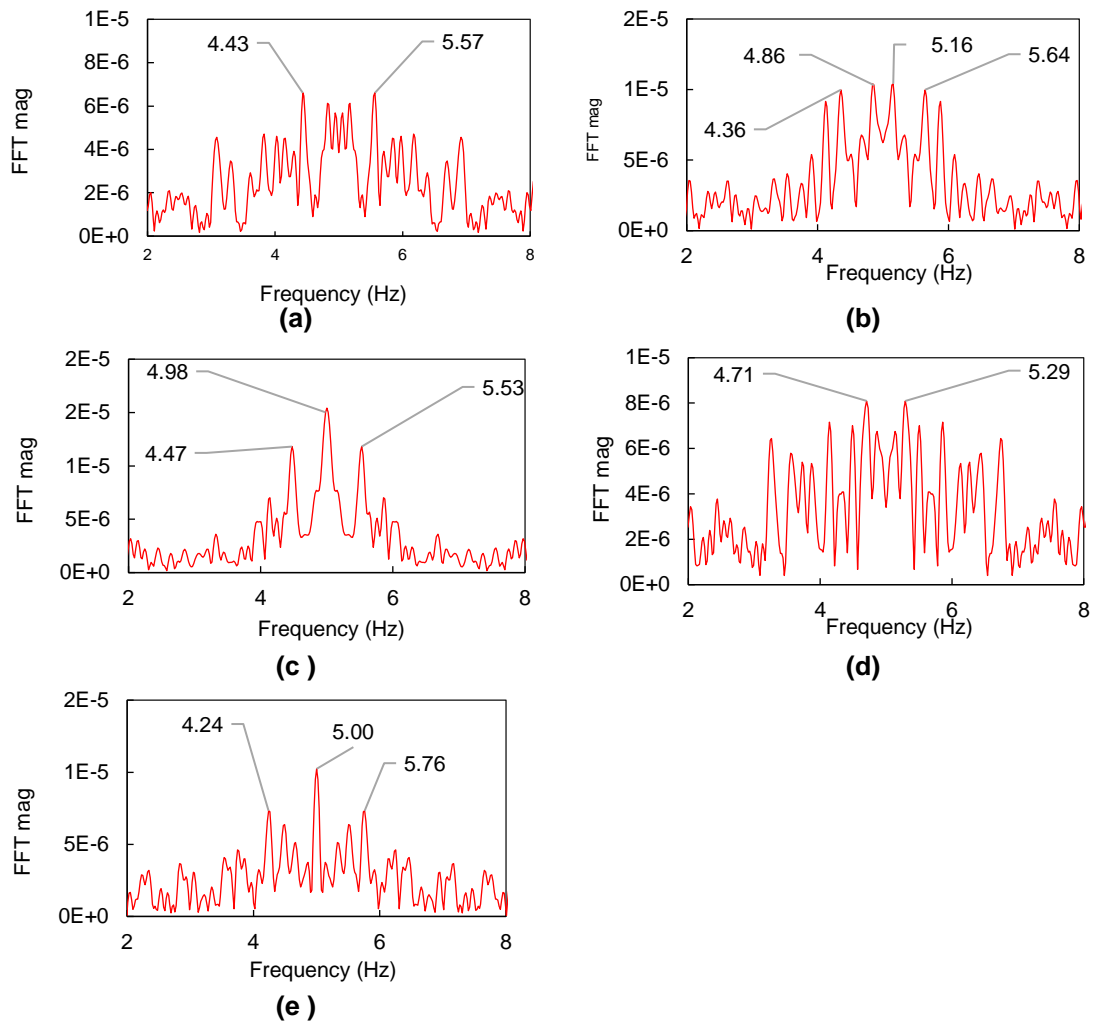 1E-5
8E-6
6E-6
4E-6
2E-6
0E+0
FFT mag
4.43
5.57
2 4 6 8
Frequency (Hz)
(a)
2E-5
1E-5
5E-6
0E+0
FFT mag
4.36
4.86
5.16
5.64
2 4 6 8
Frequency (Hz)
(b)
2E-5
2E-5
1E-5
5E-6
0E+0
FFT mag
4.98
4.47
5.53
2 4 6 8
Frequency (Hz)
(c )
1E-5
8E-6
6E-6
4E-6
2E-6
0E+0
FFT mag
4.71
5.29
2 4 6 8
Frequency (Hz)
(d)
2E-5
1E-5
5E-6
0E+0
FFT mag
4.24
5.00
5.76
2 4 6 8
Frequency (Hz)
(e )